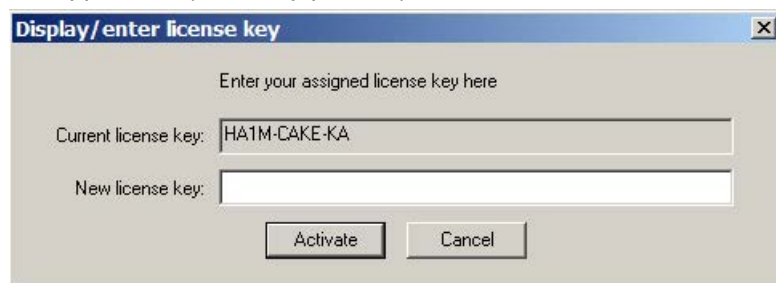 Display/enter license key
Enter your assigned license key here
Current license key: HA1M-CAKE-KA
New license key:
Activate Cancel